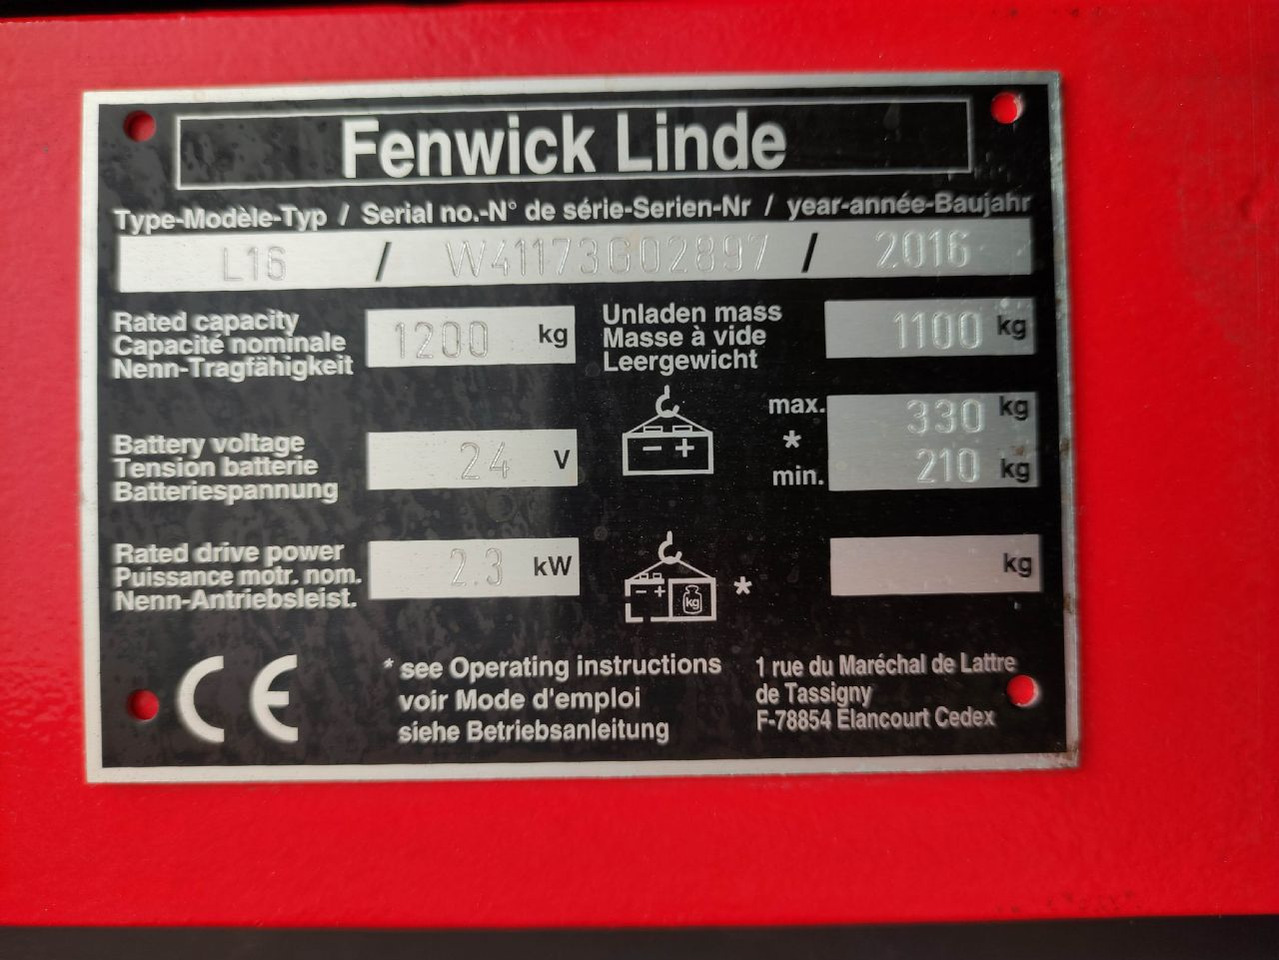 Fenwick Linde
Type-Modèle-Typ / Serial no.-N° de série-Serien-Nr / year-année-Baujahr
L16 / W41173G02897 / 2016
Rated capacity
Capacité nominale
Nenn-Tragfähigkeit
1200 kg
Unladen mass
Masse à vide
Leergewicht
1100 kg
Battery voltage
Tension batterie
Batteriespannung
24 V
- +
max. 330 kg
*
min. 210 kg
Rated drive power
Puissance motr. nom.
Nenn-Antriebsleist.
2.3 kW
- + kg *
kg
CE
* see Operating instructions
voir Mode d'emploi
siehe Betriebsanleitung
1 rue du Maréchal de Lattre
de Tassigny
F-78854 Elancourt Cedex